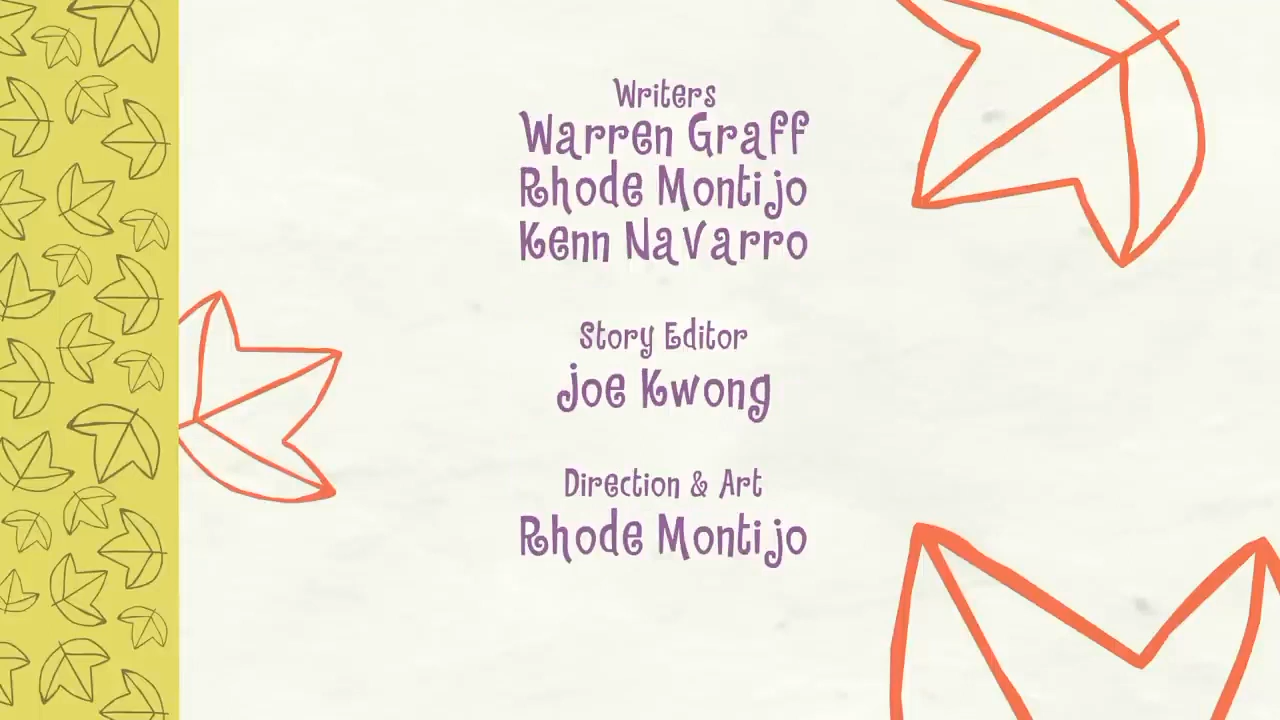 Writers
Warren Graff
Rhode Montijo
Kenn Navarro
Story Editor
Joe Kwong
Direction & Art
Rhode Montijo